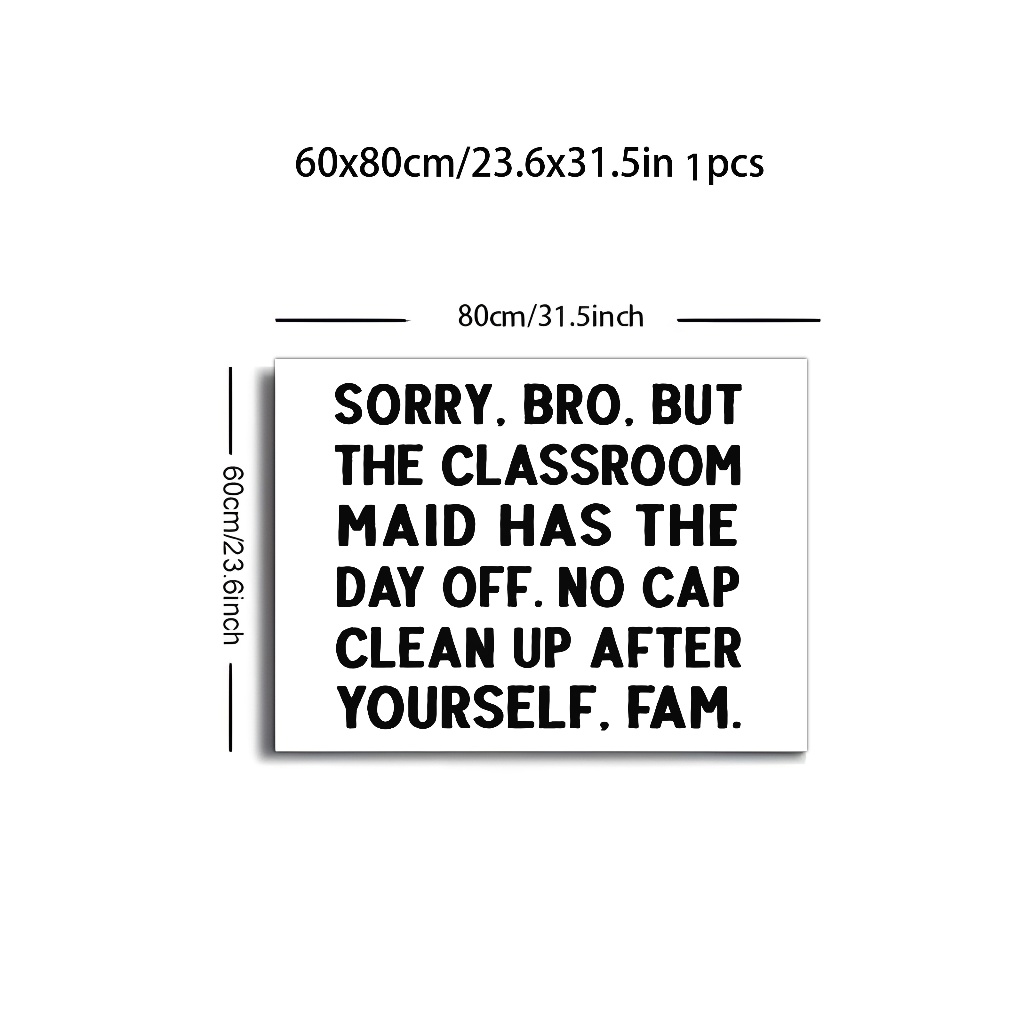 60x80cm/23.6x31.5in 1pcs
80cm/31.5inch
60cm/23.6inch
SORRY, BRO, BUT
THE CLASSROOM
MAID HAS THE
DAY OFF. NO CAP
CLEAN UP AFTER
YOURSELF, FAM.